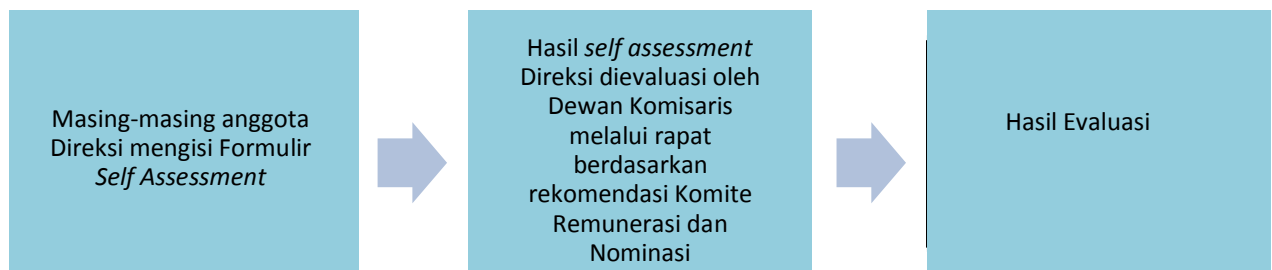 Masing-masing anggota
Direksi mengisi Formulir
Self Assessment
Hasil self assessment
Direksi dievaluasi oleh
Dewan Komisaris
melalui rapat
berdasarkan
rekomendasi Komite
Remunerasi dan
Nominasi
Hasil Evaluasi